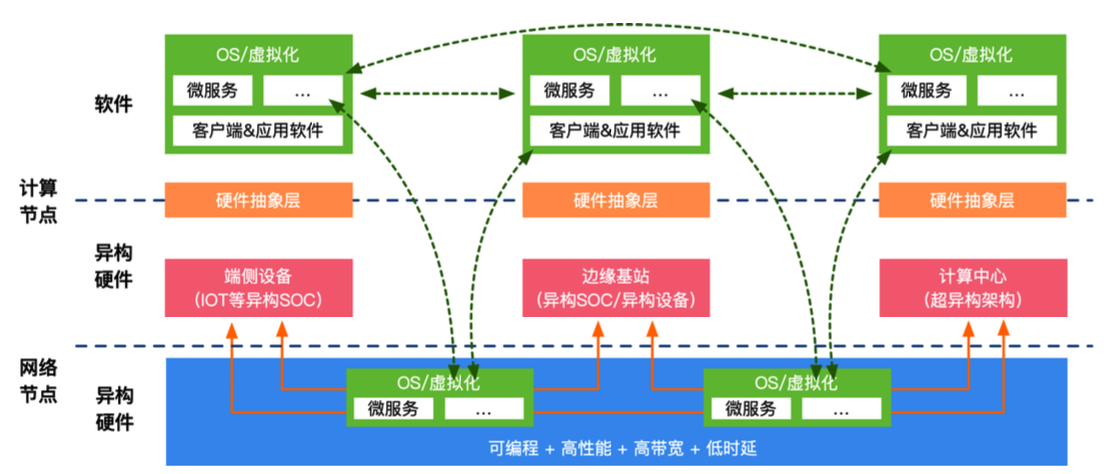 OS/虚拟化
OS/虚拟化
OS/虚拟化
软件
微服务
...
微服务
...
微服务
...
客户端&应用软件
客户端&应用软件
客户端&应用软件
计算
节点
硬件抽象层
硬件抽象层
硬件抽象层
异构
硬件
端侧设备
（IOT等异构SOC）
边缘基站
（异构SOC/异构设备）
计算中心
（超异构架构）
网络
节点
异构
硬件
OS/虚拟化
微服务
...
OS/虚拟化
微服务
...
可编程 + 高性能 + 高带宽 + 低时延